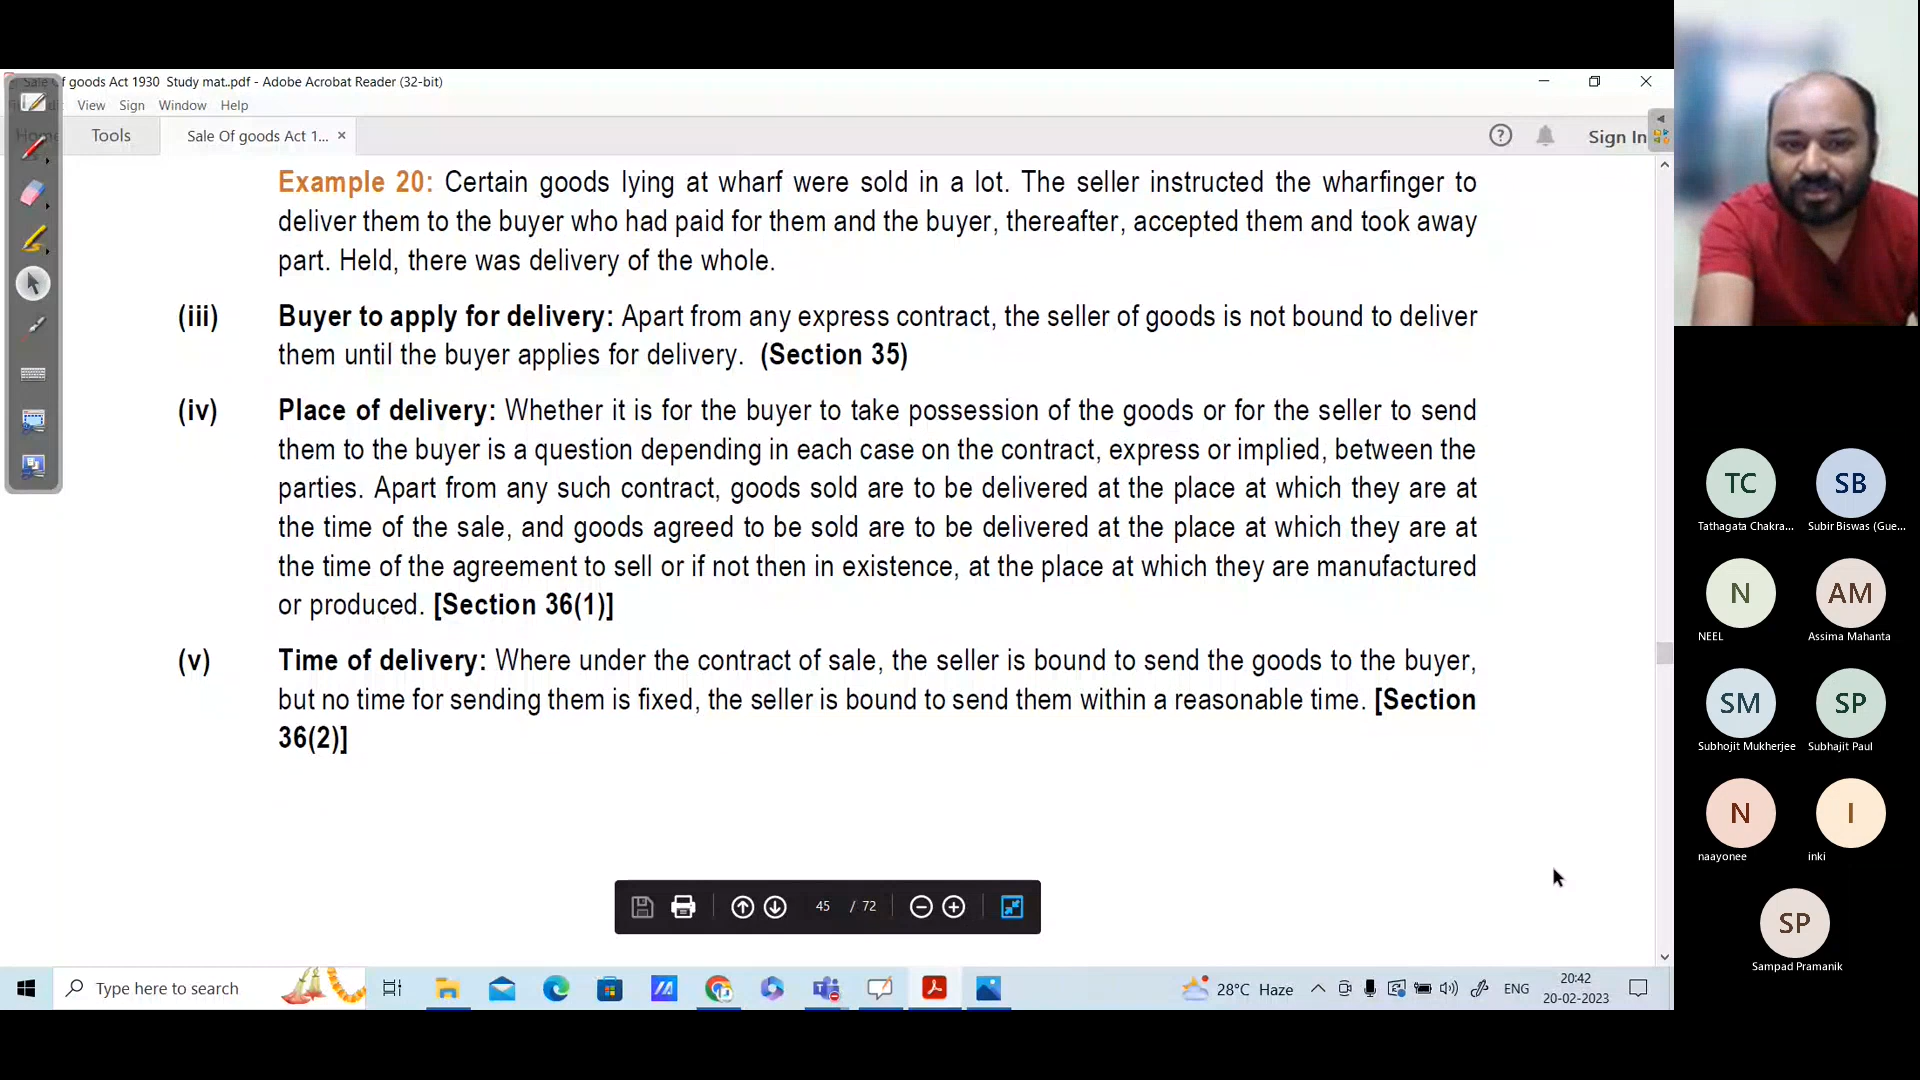 Sale Of goods Act 1930 Study mat..pdf - Adobe Acrobat Reader (32-bit)
View Sign Window Help
Home Tools Sale Of goods Act 1... × Sign In
Example 20: Certain goods lying at wharf were sold in a lot. The seller instructed the wharfinger to
deliver them to the buyer who had paid for them and the buyer, thereafter, accepted them and took away
part. Held, there was delivery of the whole.
(iii) Buyer to apply for delivery: Apart from any express contract, the seller of goods is not bound to deliver
them until the buyer applies for delivery. (Section 35)
(iv) Place of delivery: Whether it is for the buyer to take possession of the goods or for the seller to send
them to the buyer is a question depending in each case on the contract, express or implied, between the
parties. Apart from any such contract, goods sold are to be delivered at the place at which they are at
the time of the sale, and goods agreed to be sold are to be delivered at the place at which they are at
the time of the agreement to sell or if not then in existence, at the place at which they are manufactured
or produced. [Section 36(1)]
(v) Time of delivery: Where under the contract of sale, the seller is bound to send the goods to the buyer,
but no time for sending them is fixed, the seller is bound to send them within a reasonable time. [Section
36(2)]
45 / 72
Type here to search
28°C Haze
ENG
20:42
20-02-2023
TC SB
Tathagata Chakra... Subir Biswas (Gue...
N AM
NEEL Assima Mahanta
SM SP
Subhojit Mukherjee Subhajit Paul
N I
naayonee inki
SP
Sampad Pramanik